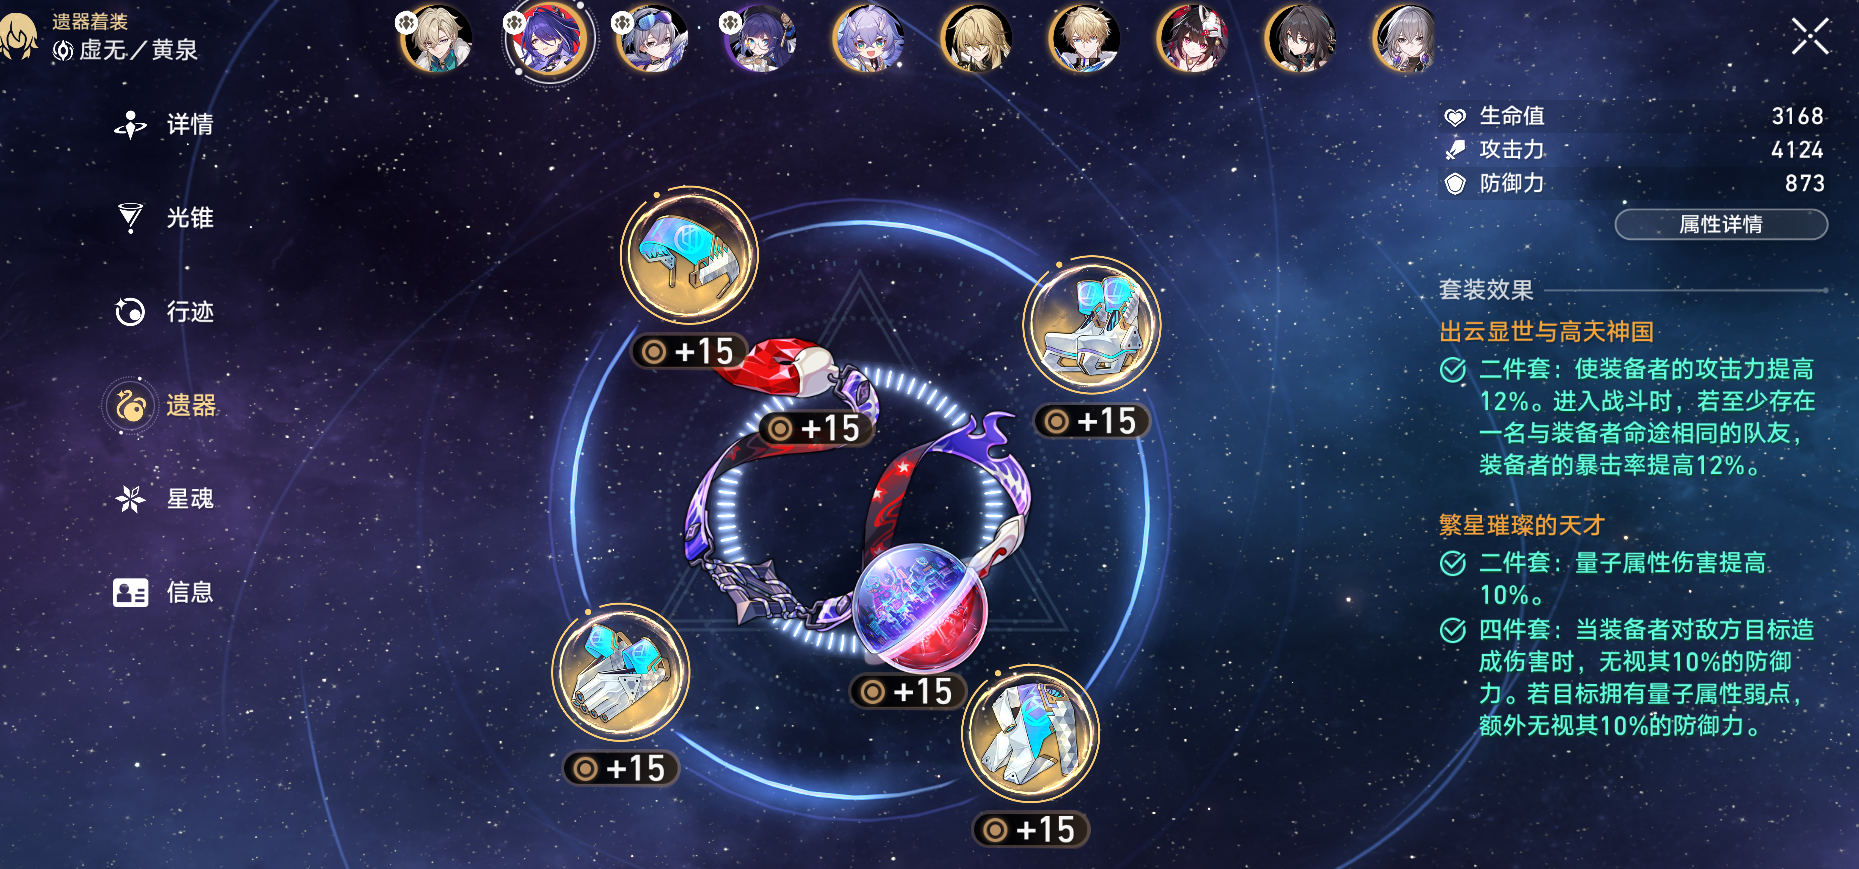 遗器着装
虚无／黄泉
详情
光锥
行迹
遗器
星魂
信息
+15
+15
+15
+15
+15
+15
生命值 3168
攻击力 4124
防御力 873
属性详情
套装效果
出云显世与高天神国
二件套：使装备者的攻击力提高
12%。进入战斗时，若至少存在
一名与装备者命途相同的队友，
装备者的暴击率提高12%。
繁星璀璨的天才
二件套：量子属性伤害提高
10%。
四件套：当装备者对敌方目标造
成伤害时，无视其10%的防御
力。若目标拥有量子属性弱点，
额外无视其10%的防御力。